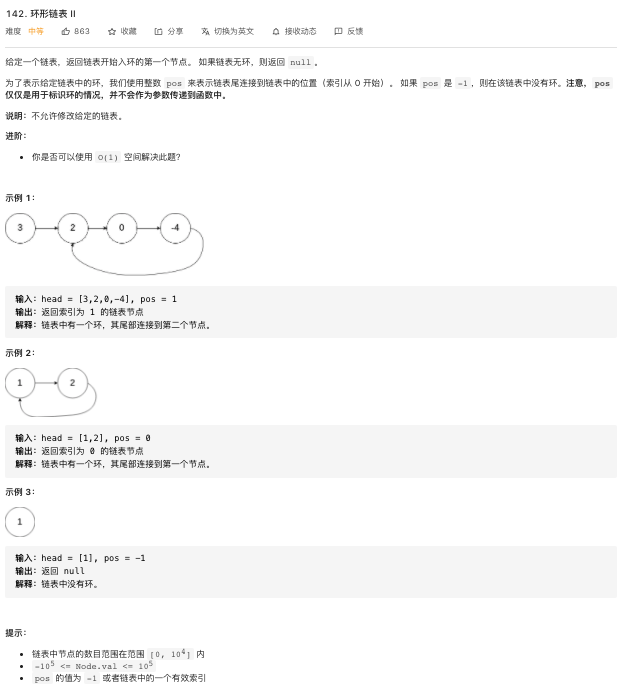 142. 环形链表 II
难度 中等 863 收藏 分享 切换为英文 接收动态 反馈
给定一个链表，返回链表开始入环的第一个节点。 如果链表无环，则返回 null 。
为了表示给定链表中的环，我们使用整数 pos 来表示链表尾连接到链表中的位置（索引从 0 开始）。 如果 pos 是 -1，则在该链表中没有环。注意，pos
仅仅是用于标识环的情况，并不会作为参数传递到函数中。
说明：不允许修改给定的链表。
进阶：
• 你是否可以使用 O(1) 空间解决此题？
示例 1：
3 2 0 -4
输入：head = [3,2,0,-4], pos = 1
输出：返回索引为 1 的链表节点
解释：链表中有一个环，其尾部连接到第二个节点。
示例 2：
1 2
输入：head = [1,2], pos = 0
输出：返回索引为 0 的链表节点
解释：链表中有一个环，其尾部连接到第一个节点。
示例 3：
1
输入：head = [1], pos = -1
输出：返回 null
解释：链表中没有环。
提示：
• 链表中节点的数目范围在范围 [0, 10⁴] 内
• -10⁵ <= Node.val <= 10⁵
• pos 的值为 -1 或者链表中的一个有效索引